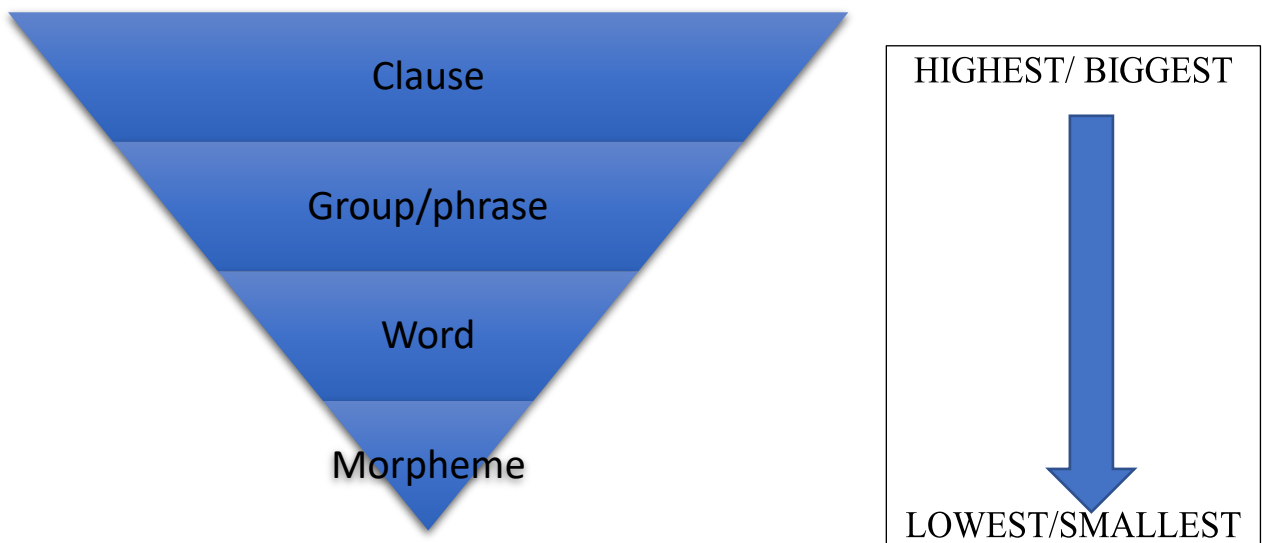 Clause
Group/phrase
Word
Morpheme
HIGHEST/ BIGGEST
LOWEST/SMALLEST